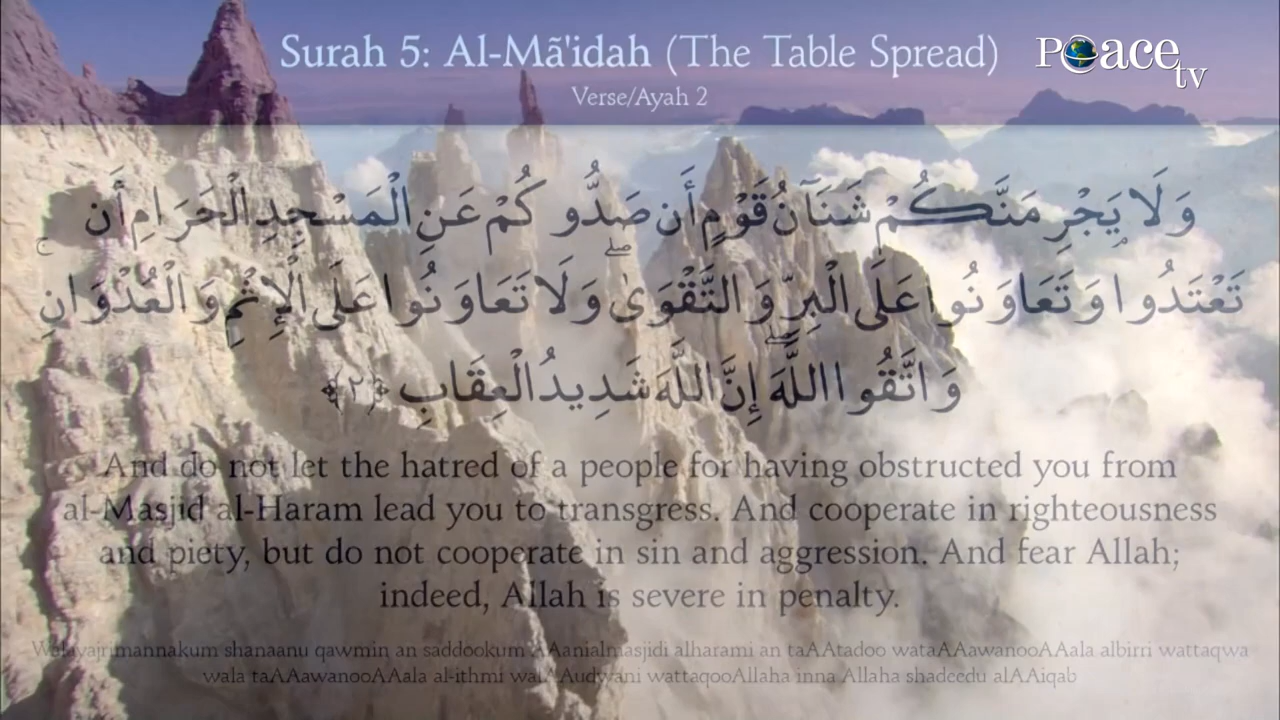 Surah 5: Al-Mã'idah (The Table Spread)
Peace tv
Verse/Ayah 2
وَلَا يَجْرِمَنَّكُمْ شَنَآنُ قَوْمٍ أَن صَدُّوكُمْ عَنِ الْمَسْجِدِ الْحَرَامِ أَن
تَعْتَدُوا وَتَعَاوَنُوا عَلَى الْبِرِّ وَالتَّقْوَىٰ ۖ وَلَا تَعَاوَنُوا عَلَى الْإِثْمِ وَالْعُدْوَانِ ۚ
وَاتَّقُوا اللَّهَ ۖ إِنَّ اللَّهَ شَدِيدُ الْعِقَابِ ﴿٢﴾
And do not let the hatred of a people for having obstructed you from
al-Masjid al-Haram lead you to transgress. And cooperate in righteousness
and piety, but do not cooperate in sin and aggression. And fear Allah;
indeed, Allah is severe in penalty.
Walayajrimannakum shanaanu qawmin an saddookum AAanialmasjidi alharami an taAAtadoo wataAAawanooAAala albirri wattaqwa
wala taAAawanooAAala al-ithmi walAAudwani wattaqooAllaha inna Allaha shadeedu alAAiqab